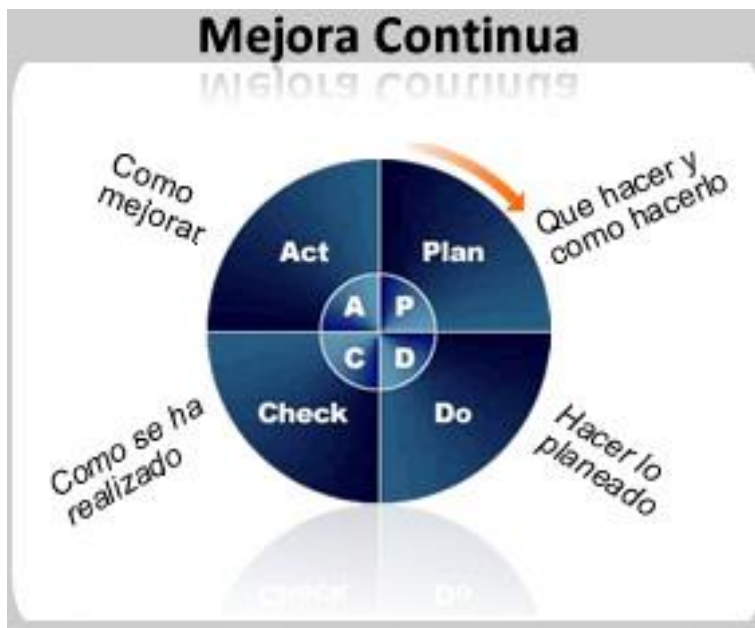 Mejora Continua
Como
mejorar
Que hacer y
como hacerlo
Act
Plan
A
P
C
D
Check
Do
Como se ha
realizado
Hacer lo
planeado